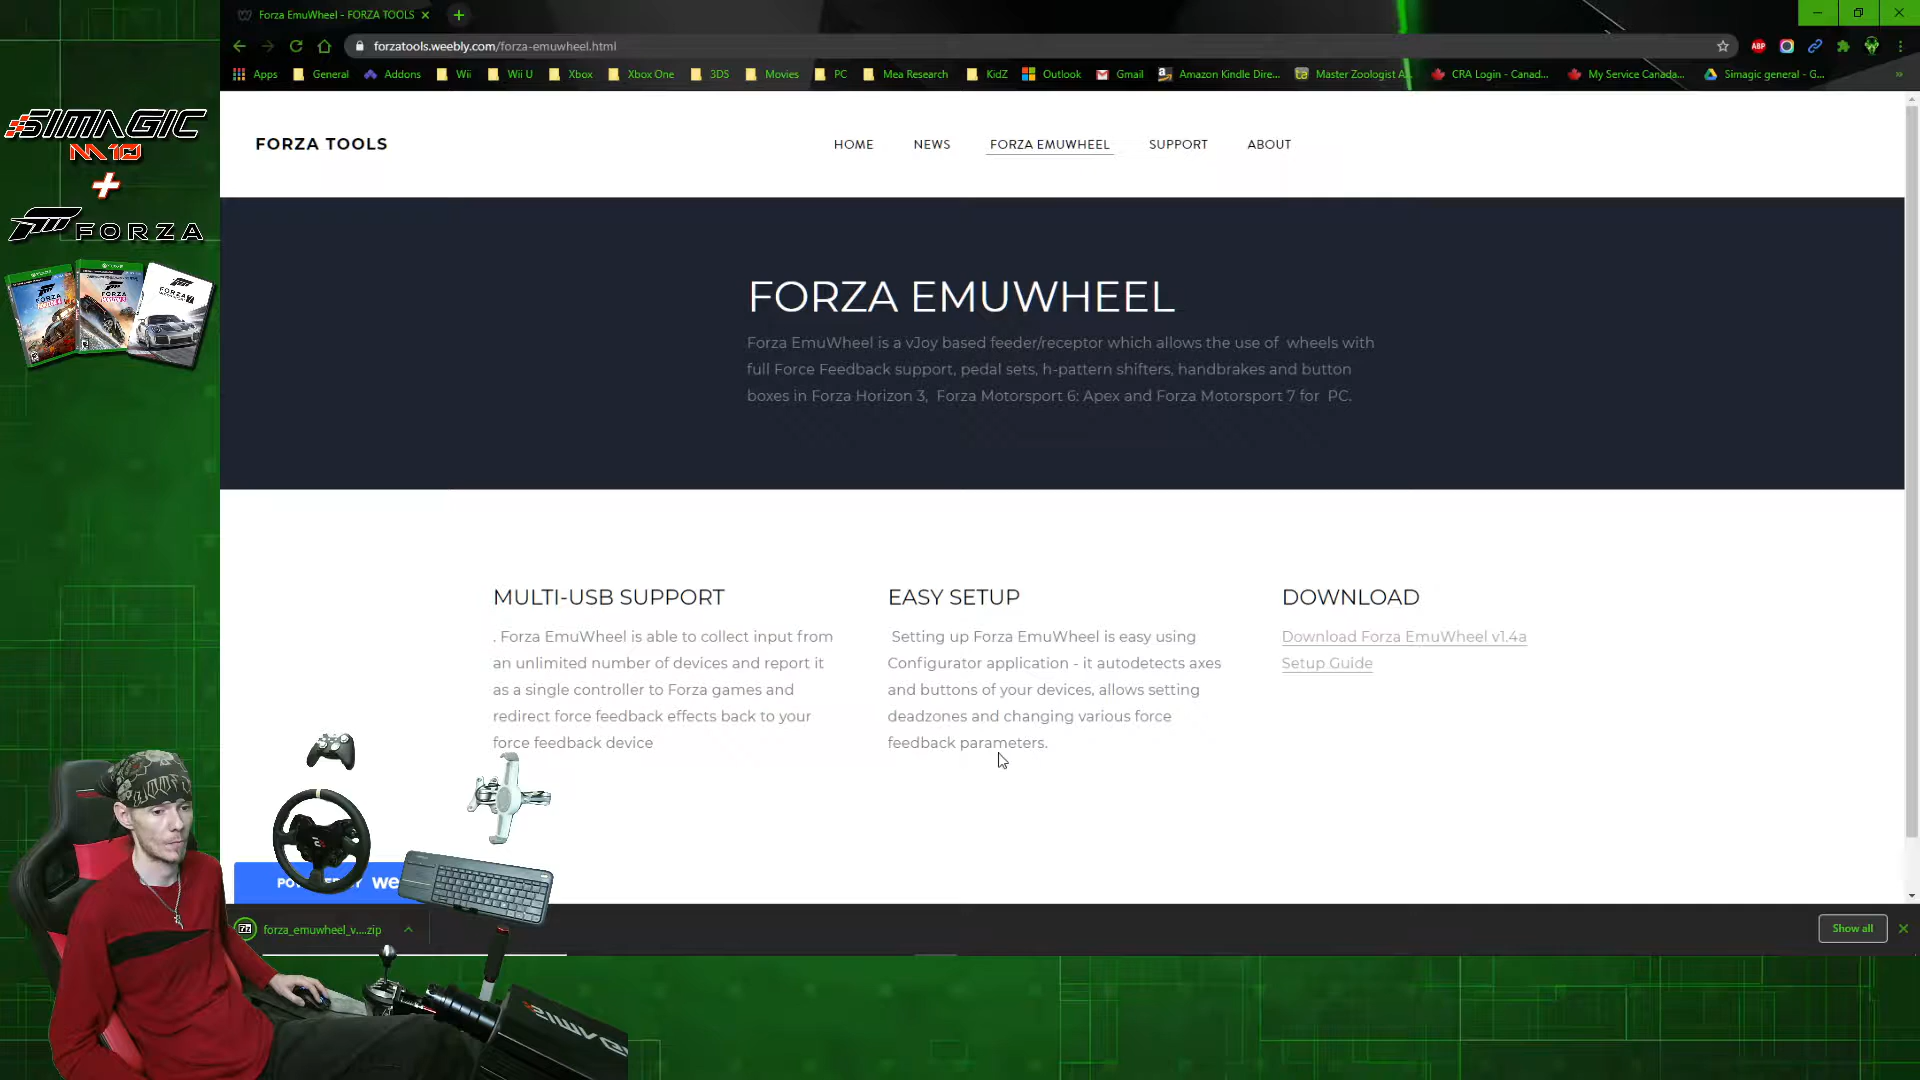 Forza EmuWheel - FORZA TOOLS
forzatools.weebly.com/forza-emuwheel.html
Apps General Addons Wii Wii U Xbox Xbox One 3DS Movies PC Mea Research KidZ Outlook Gmail Amazon Kindle Dire... Master Zoologist A... CRA Login - Canad... My Service Canada... Simagic general - G... »
ABP
SIMAGIC
M10
+
FORZA
FORZA TOOLS
HOME NEWS FORZA EMUWHEEL SUPPORT ABOUT
FORZA EMUWHEEL
Forza EmuWheel is a vJoy based feeder/receptor which allows the use of wheels with
full Force Feedback support, pedal sets, h-pattern shifters, handbrakes and button
boxes in Forza Horizon 3, Forza Motorsport 6: Apex and Forza Motorsport 7 for PC.
MULTI-USB SUPPORT
. Forza EmuWheel is able to collect input from
an unlimited number of devices and report it
as a single controller to Forza games and
redirect force feedback effects back to your
force feedback device
EASY SETUP
Setting up Forza EmuWheel is easy using
Configurator application - it autodetects axes
and buttons of your devices, allows setting
deadzones and changing various force
feedback parameters.
DOWNLOAD
Download Forza EmuWheel v1.4a
Setup Guide
we
forza_emuwheel_v....zip
Show all
SIMAGIC